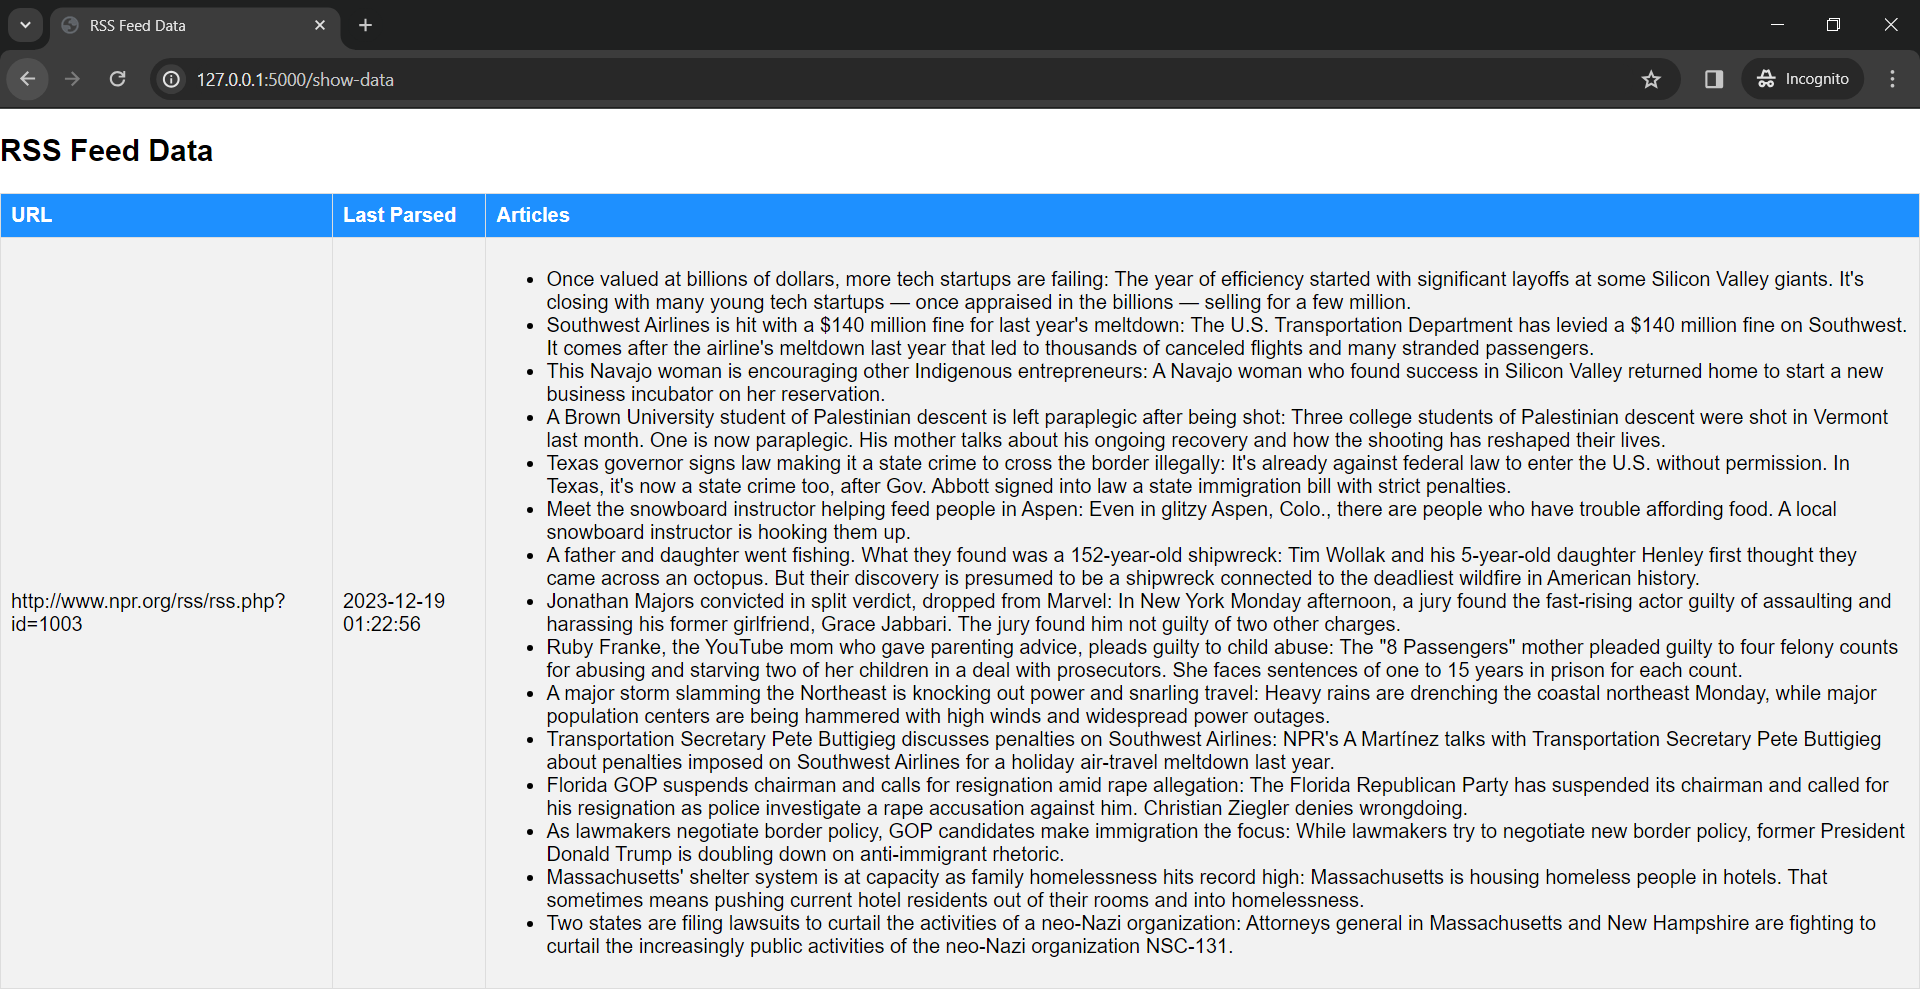 RSS Feed Data
127.0.0.1:5000/show-data
Incognito
RSS Feed Data
URL
Last Parsed
Articles
http://www.npr.org/rss/rss.php?
id=1003
2023-12-19
01:22:56
Once valued at billions of dollars, more tech startups are failing: The year of efficiency started with significant layoffs at some Silicon Valley giants. It's
closing with many young tech startups — once appraised in the billions — selling for a few million.
Southwest Airlines is hit with a $140 million fine for last year's meltdown: The U.S. Transportation Department has levied a $140 million fine on Southwest.
It comes after the airline's meltdown last year that led to thousands of canceled flights and many stranded passengers.
This Navajo woman is encouraging other Indigenous entrepreneurs: A Navajo woman who found success in Silicon Valley returned home to start a new
business incubator on her reservation.
A Brown University student of Palestinian descent is left paraplegic after being shot: Three college students of Palestinian descent were shot in Vermont
last month. One is now paraplegic. His mother talks about his ongoing recovery and how the shooting has reshaped their lives.
Texas governor signs law making it a state crime to cross the border illegally: It's already against federal law to enter the U.S. without permission. In
Texas, it's now a state crime too, after Gov. Abbott signed into law a state immigration bill with strict penalties.
Meet the snowboard instructor helping feed people in Aspen: Even in glitzy Aspen, Colo., there are people who have trouble affording food. A local
snowboard instructor is hooking them up.
A father and daughter went fishing. What they found was a 152-year-old shipwreck: Tim Wollak and his 5-year-old daughter Henley first thought they
came across an octopus. But their discovery is presumed to be a shipwreck connected to the deadliest wildfire in American history.
Jonathan Majors convicted in split verdict, dropped from Marvel: In New York Monday afternoon, a jury found the fast-rising actor guilty of assaulting and
harassing his former girlfriend, Grace Jabbari. The jury found him not guilty of two other charges.
Ruby Franke, the YouTube mom who gave parenting advice, pleads guilty to child abuse: The "8 Passengers" mother pleaded guilty to four felony counts
for abusing and starving two of her children in a deal with prosecutors. She faces sentences of one to 15 years in prison for each count.
A major storm slamming the Northeast is knocking out power and snarling travel: Heavy rains are drenching the coastal northeast Monday, while major
population centers are being hammered with high winds and widespread power outages.
Transportation Secretary Pete Buttigieg discusses penalties on Southwest Airlines: NPR's A Martínez talks with Transportation Secretary Pete Buttigieg
about penalties imposed on Southwest Airlines for a holiday air-travel meltdown last year.
Florida GOP suspends chairman and calls for resignation amid rape allegation: The Florida Republican Party has suspended its chairman and called for
his resignation as police investigate a rape accusation against him. Christian Ziegler denies wrongdoing.
As lawmakers negotiate border policy, GOP candidates make immigration the focus: While lawmakers try to negotiate new border policy, former President
Donald Trump is doubling down on anti-immigrant rhetoric.
Massachusetts' shelter system is at capacity as family homelessness hits record high: Massachusetts is housing homeless people in hotels. That
sometimes means pushing current hotel residents out of their rooms and into homelessness.
Two states are filing lawsuits to curtail the activities of a neo-Nazi organization: Attorneys general in Massachusetts and New Hampshire are fighting to
curtail the increasingly public activities of the neo-Nazi organization NSC-131.